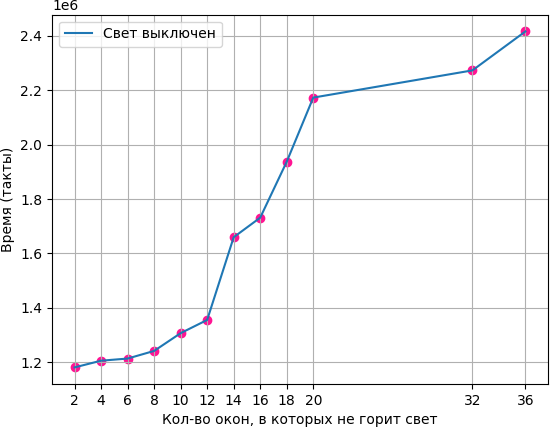 1e6
Свет выключен
2.4
2.2
2.0
1.8
1.6
1.4
1.2
Время (такты)
2 4 6 8 10 12 14 16 18 20 32 36
Кол-во окон, в которых не горит свет